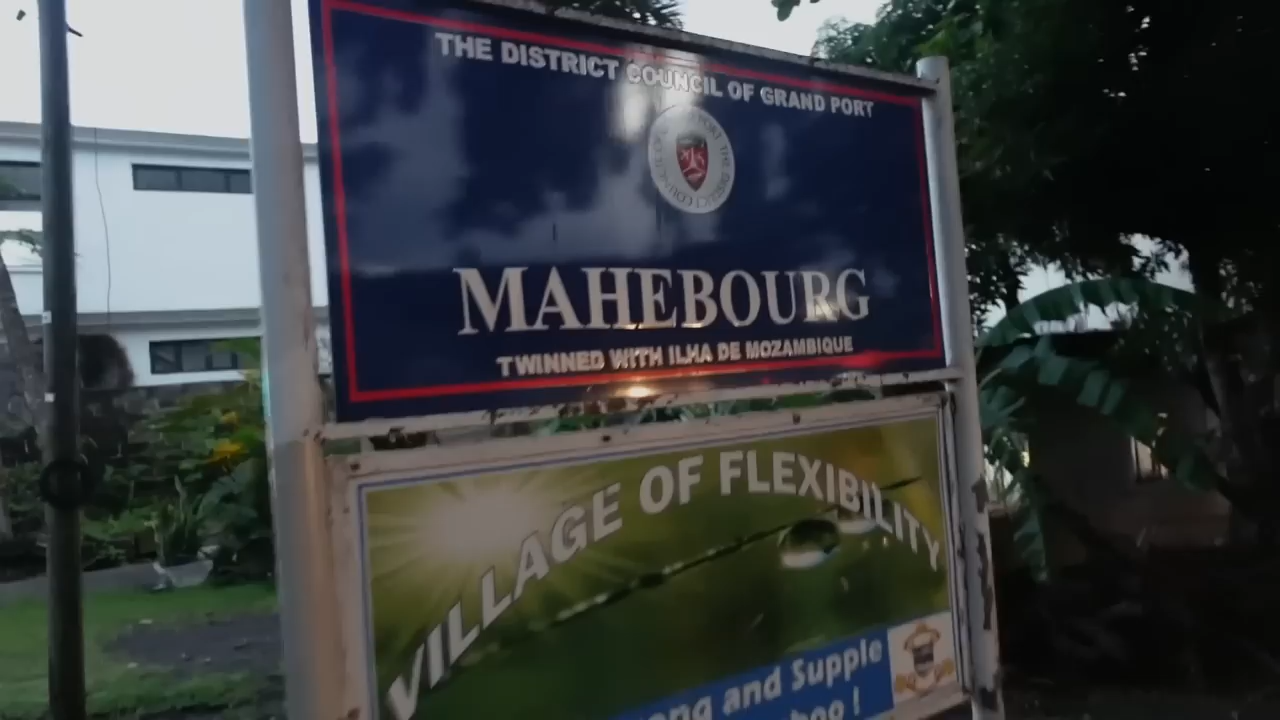 THE DISTRICT COUNCIL OF GRAND PORT
MAHEBOURG
TWINNED WITH ILHA DE MOZAMBIQUE
VILLAGE OF FLEXIBILITY
and Supple